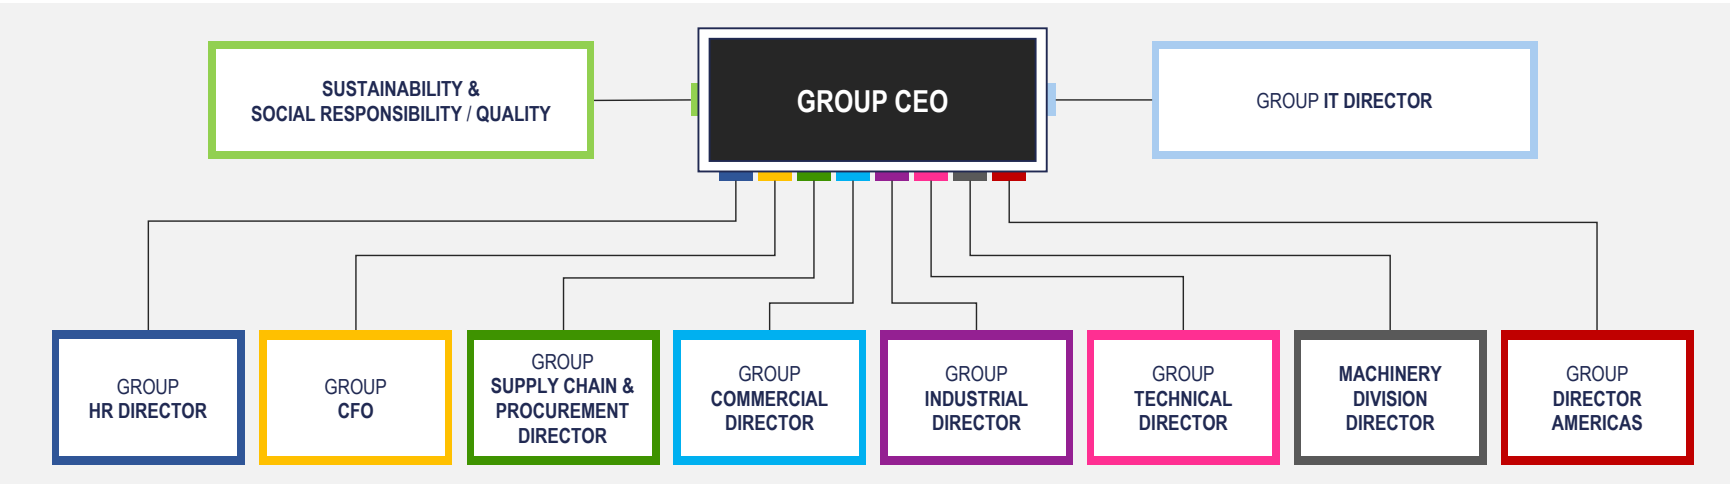 SUSTAINABILITY &
SOCIAL RESPONSIBILITY / QUALITY
GROUP CEO
GROUP IT DIRECTOR
GROUP
HR DIRECTOR
GROUP
CFO
GROUP
SUPPLY CHAIN &
PROCUREMENT
DIRECTOR
GROUP
COMMERCIAL
DIRECTOR
GROUP
INDUSTRIAL
DIRECTOR
GROUP
TECHNICAL
DIRECTOR
MACHINERY
DIVISION
DIRECTOR
GROUP
DIRECTOR
AMERICAS